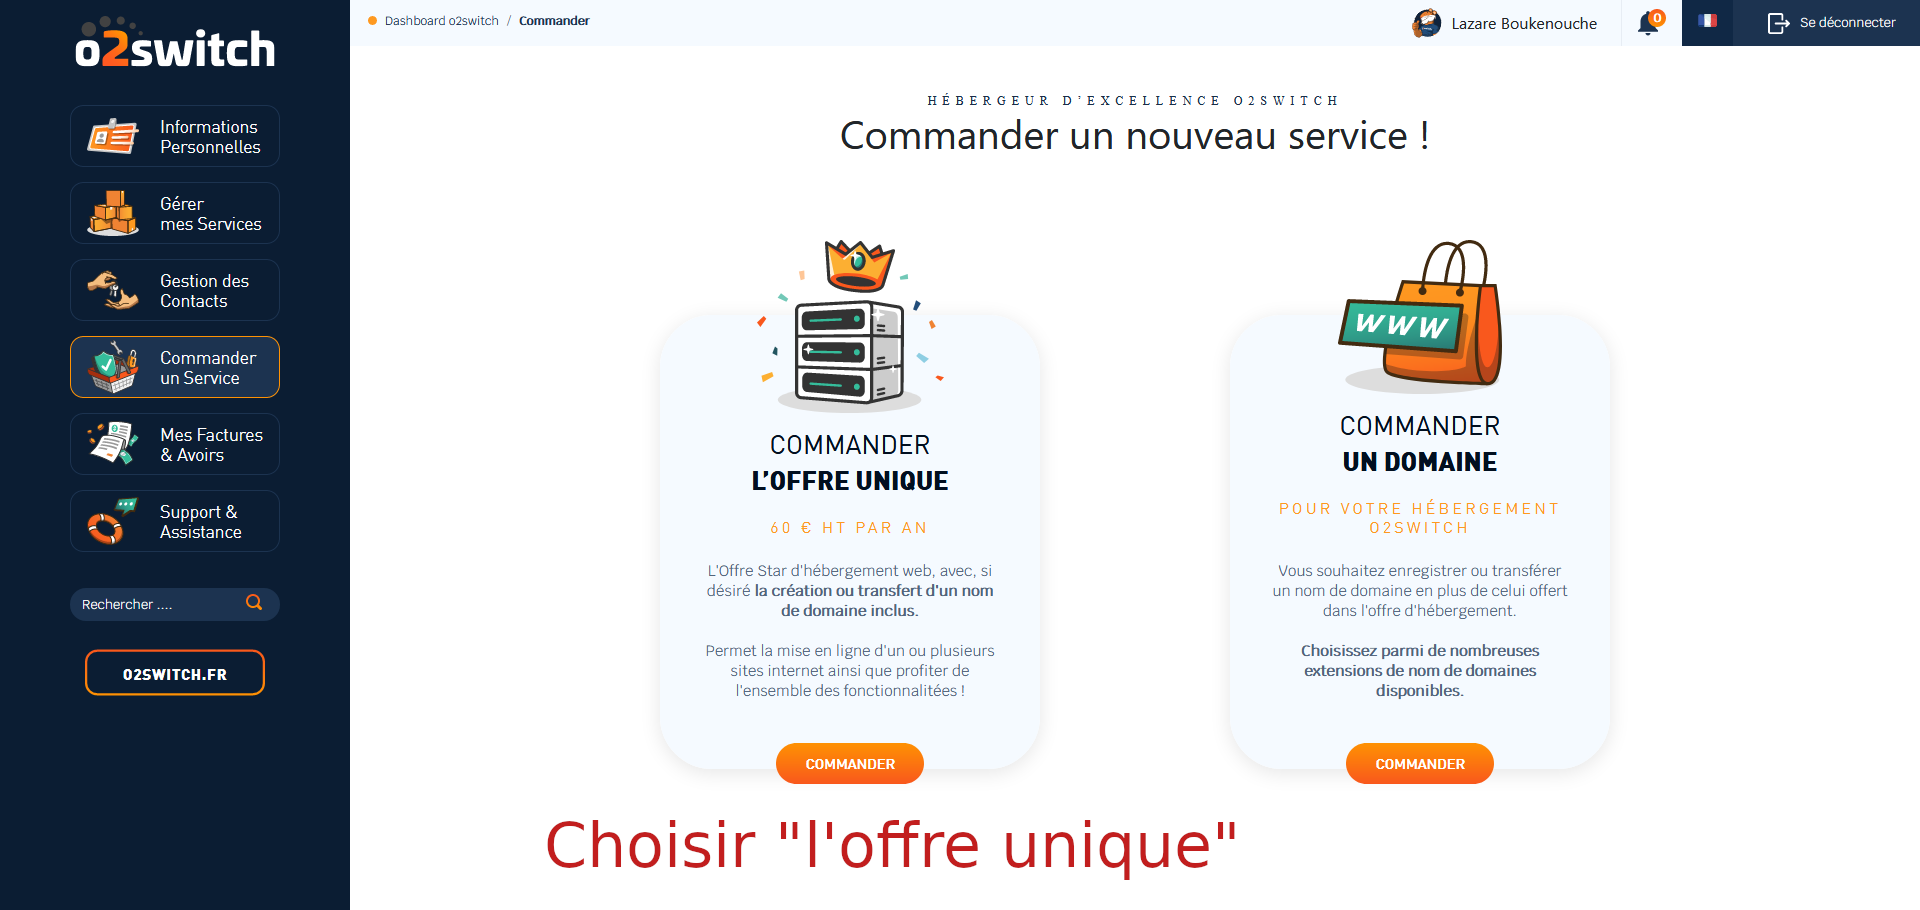 o2switch
Informations
Personnelles
Gérer
mes Services
Gestion des
Contacts
Commander
un Service
Mes Factures
& Avoirs
Support &
Assistance
Rechercher ....
O2SWITCH.FR
Dashboard o2switch / Commander
Lazare Boukenouche
0
Se déconnecter
HÉBERGEUR D'EXCELLENCE O2SWITCH
Commander un nouveau service !
COMMANDER
L'OFFRE UNIQUE
60 € HT PAR AN
L'Offre Star d'hébergement web, avec, si
désiré la création ou transfert d'un nom
de domaine inclus.
Permet la mise en ligne d'un ou plusieurs
sites internet ainsi que profiter de
l'ensemble des fonctionnalitées !
COMMANDER
WWW
COMMANDER
UN DOMAINE
POUR VOTRE HÉBERGEMENT
O2SWITCH
Vous souhaitez enregistrer ou transférer
un nom de domaine en plus de celui offert
dans l'offre d'hébergement.
Choisissez parmi de nombreuses
extensions de nom de domaines
disponibles.
COMMANDER
Choisir "l'offre unique"